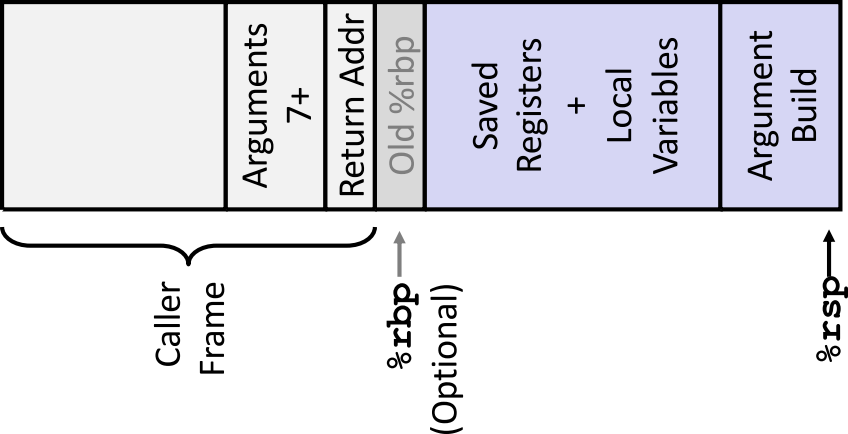 Caller
Frame
Arguments
7+
Return Addr
%rbp
(Optional)
Old %rbp
Saved
Registers
+
Local
Variables
Argument
Build
%rsp